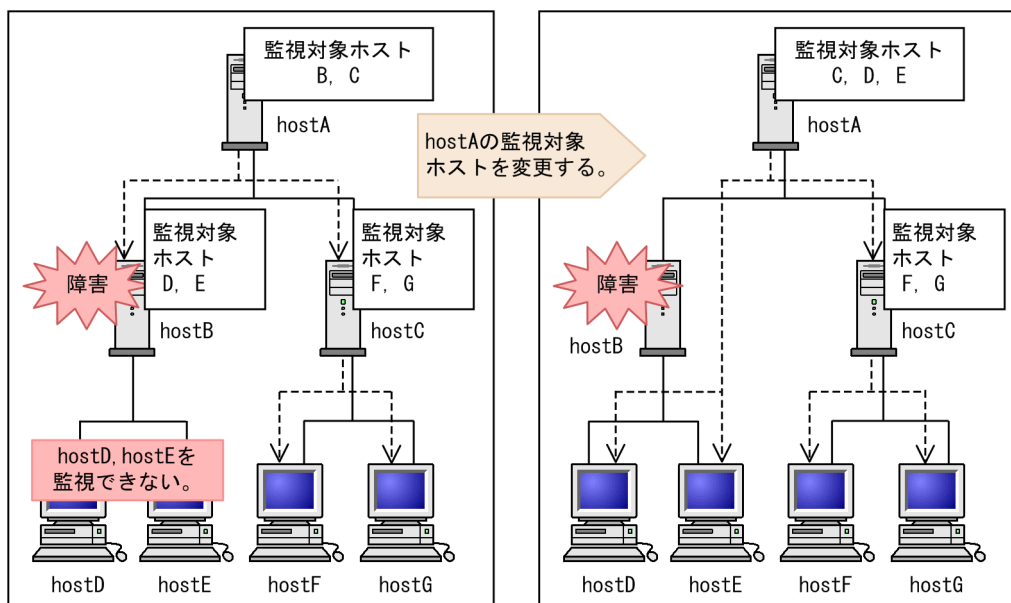 監視対象ホスト
B, C
hostA
監視対象
ホスト
D, E
障害
hostB
監視対象
ホスト
F, G
hostC
hostD,hostEを
監視できない。
hostD
hostE
hostF
hostG
hostAの監視対象
ホストを変更する。
監視対象ホスト
C, D, E
hostA
障害
hostB
監視対象
ホスト
F, G
hostC
hostD
hostE
hostF
hostG